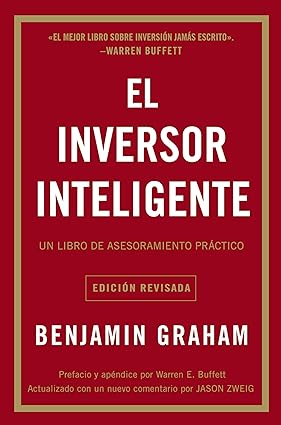 «EL MEJOR LIBRO SOBRE INVERSIÓN JAMÁS ESCRITO».
—WARREN BUFFETT
EL
INVERSOR
INTELIGENTE
UN LIBRO DE ASESORAMIENTO PRÁCTICO
EDICIÓN REVISADA
BENJAMIN GRAHAM
Prefacio y apéndice por Warren E. Buffett
Actualizado con un nuevo comentario por JASON ZWEIG